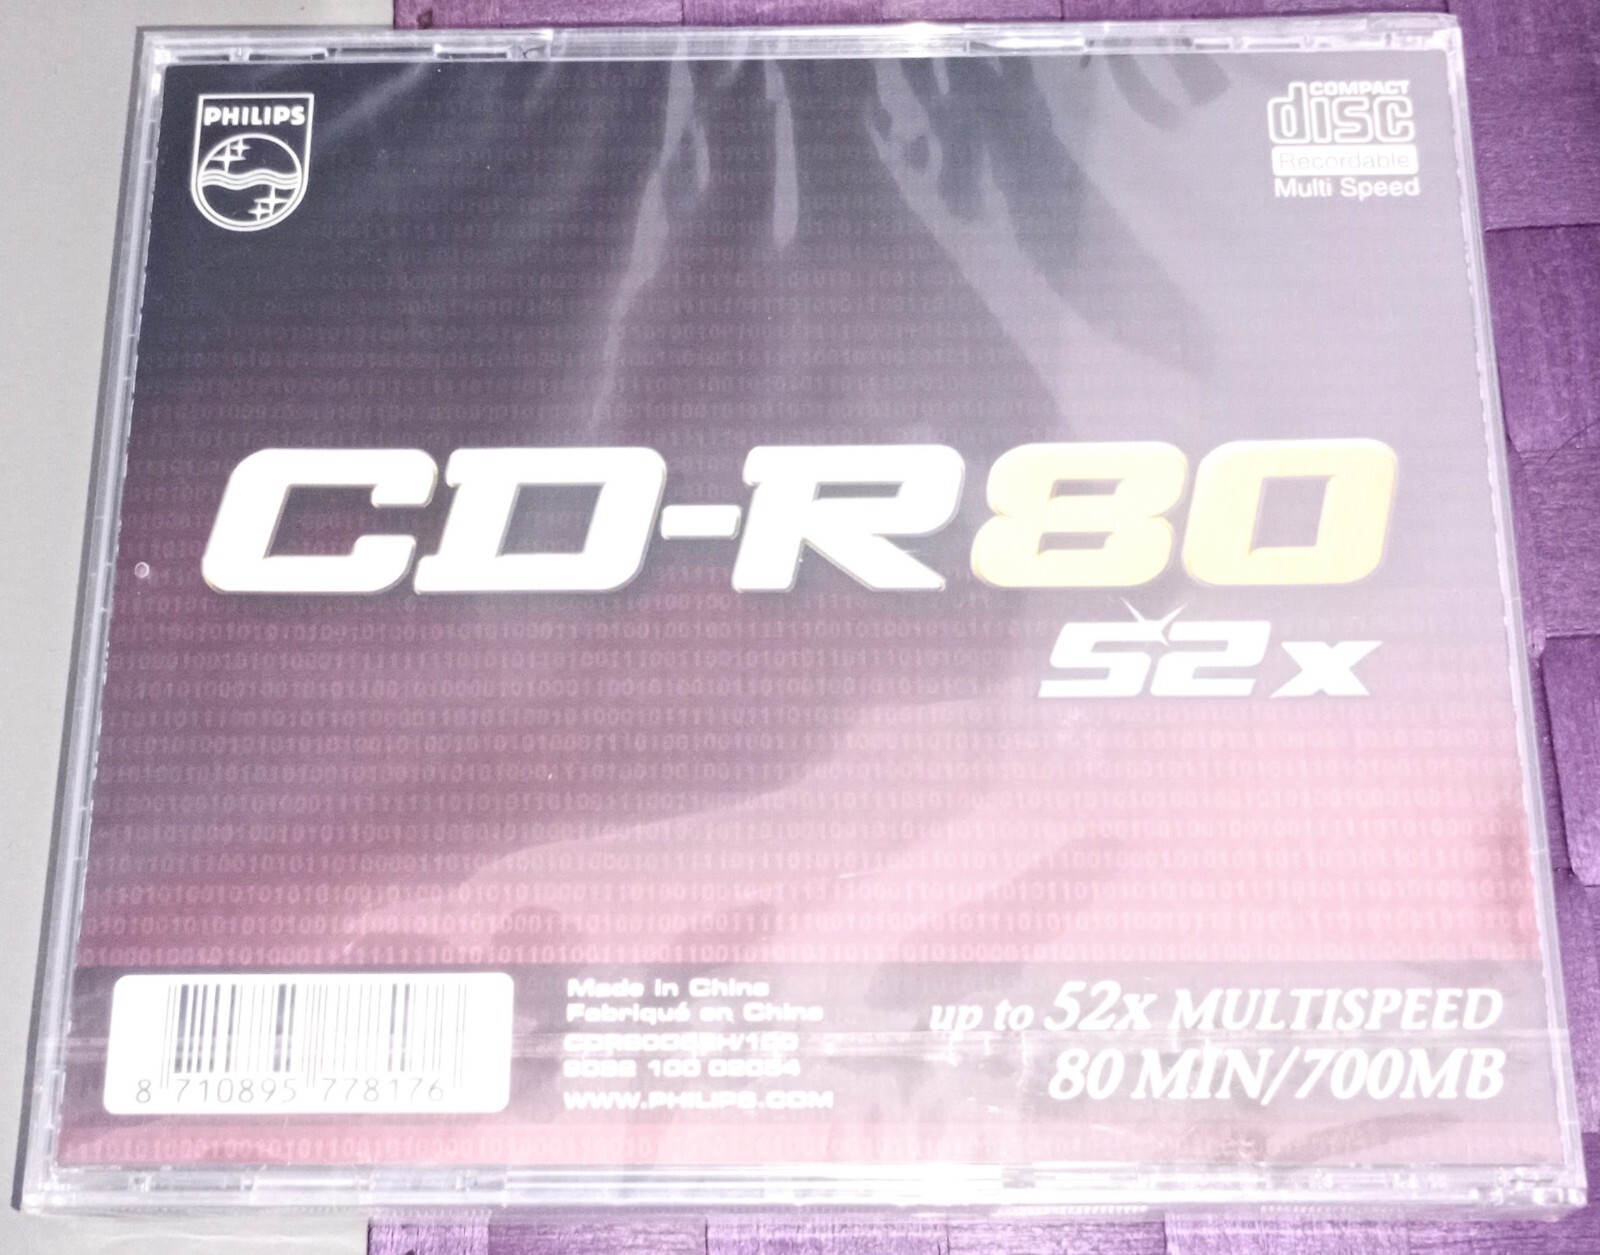 PHILIPS
COMPACT
disc
Recordable
Multi Speed
CD-R80
52x
8 710895 778176
Made in China
Fabriqué en Chine
WWW.PHILIPS.COM
up to 52x MULTISPEED
80 MIN/700MB